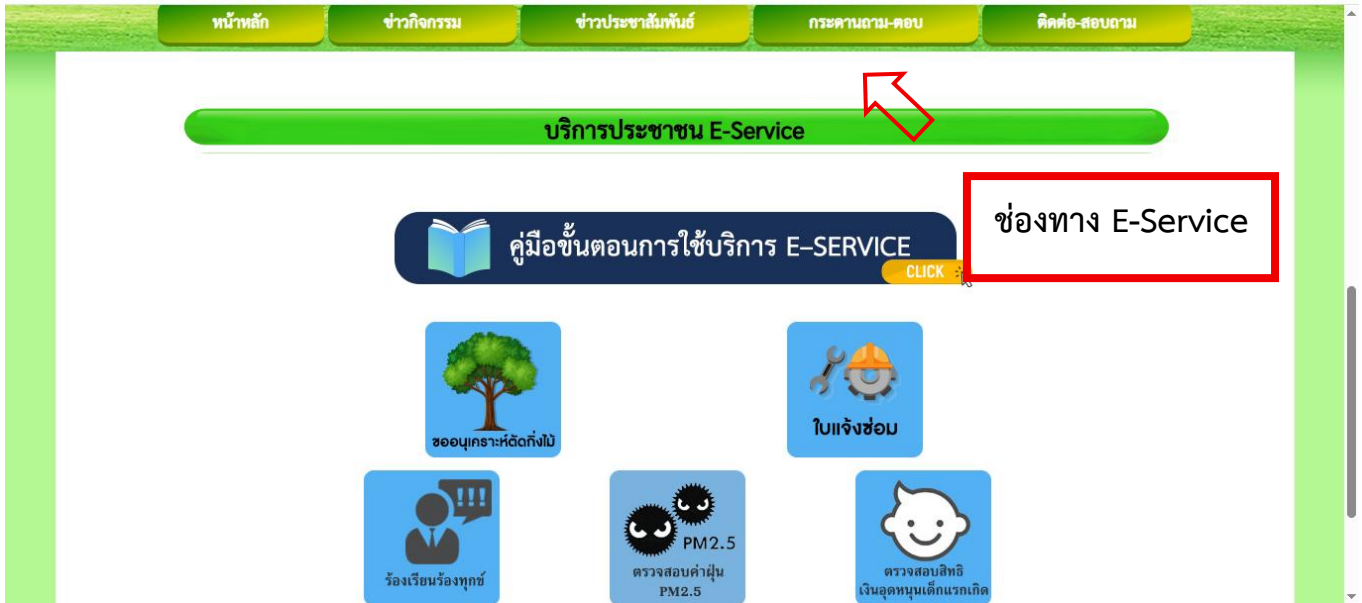 หน้าหลัก
ข่าวกิจกรรม
ข่าวประชาสัมพันธ์
กระดานถาม-ตอบ
ติดต่อ-สอบถาม
บริการประชาชน E-Service
ช่องทาง E-Service
คู่มือขั้นตอนการใช้บริการ E-SERVICE
CLICK
ขออนุเคราะห์ตัดกิ่งไม้
ใบแจ้งซ่อม
!!!
ร้องเรียนร้องทุกข์
PM2.5
ตรวจสอบค่าฝุ่น
PM2.5
ตรวจสอบสิทธิ
เงินอุดหนุนเด็กแรกเกิด